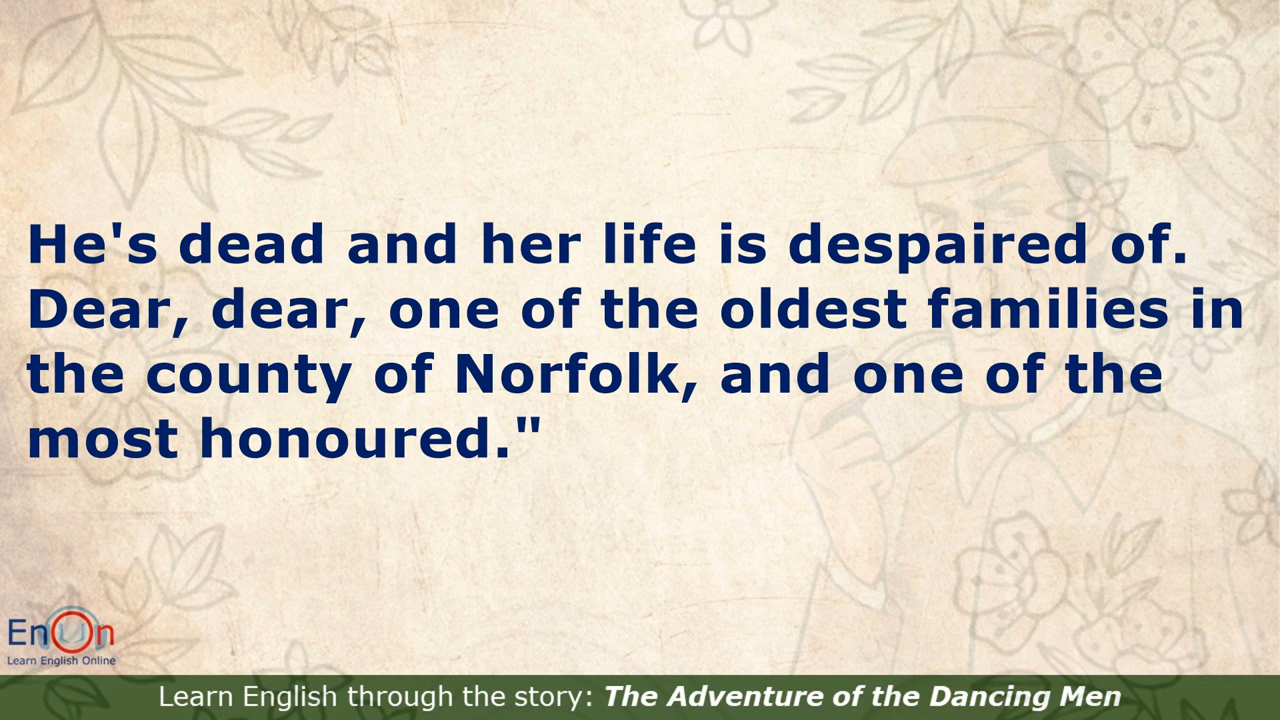 He's dead and her life is despaired of.
Dear, dear, one of the oldest families in
the county of Norfolk, and one of the
most honoured."
EnOn
Learn English Online
Learn English through the story: The Adventure of the Dancing Men